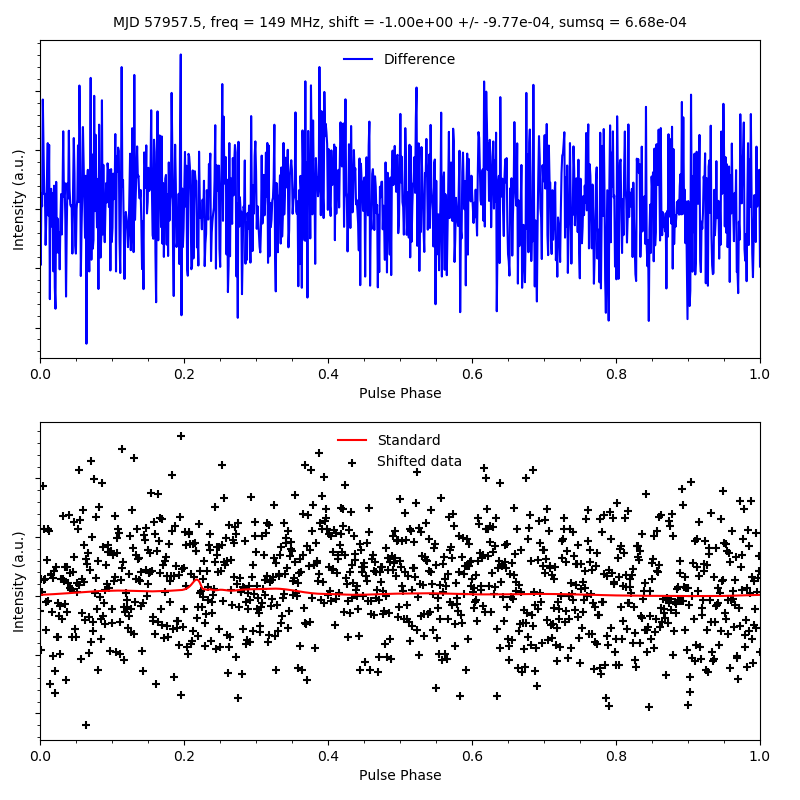 MJD 57957.5, freq = 149 MHz, shift = -1.00e+00 +/- -9.77e-04, sumsq = 6.68e-04
Difference
Intensity (a.u.)
0.0 0.2 0.4 0.6 0.8 1.0
Pulse Phase
Standard
Shifted data
Intensity (a.u.)
0.0 0.2 0.4 0.6 0.8 1.0
Pulse Phase